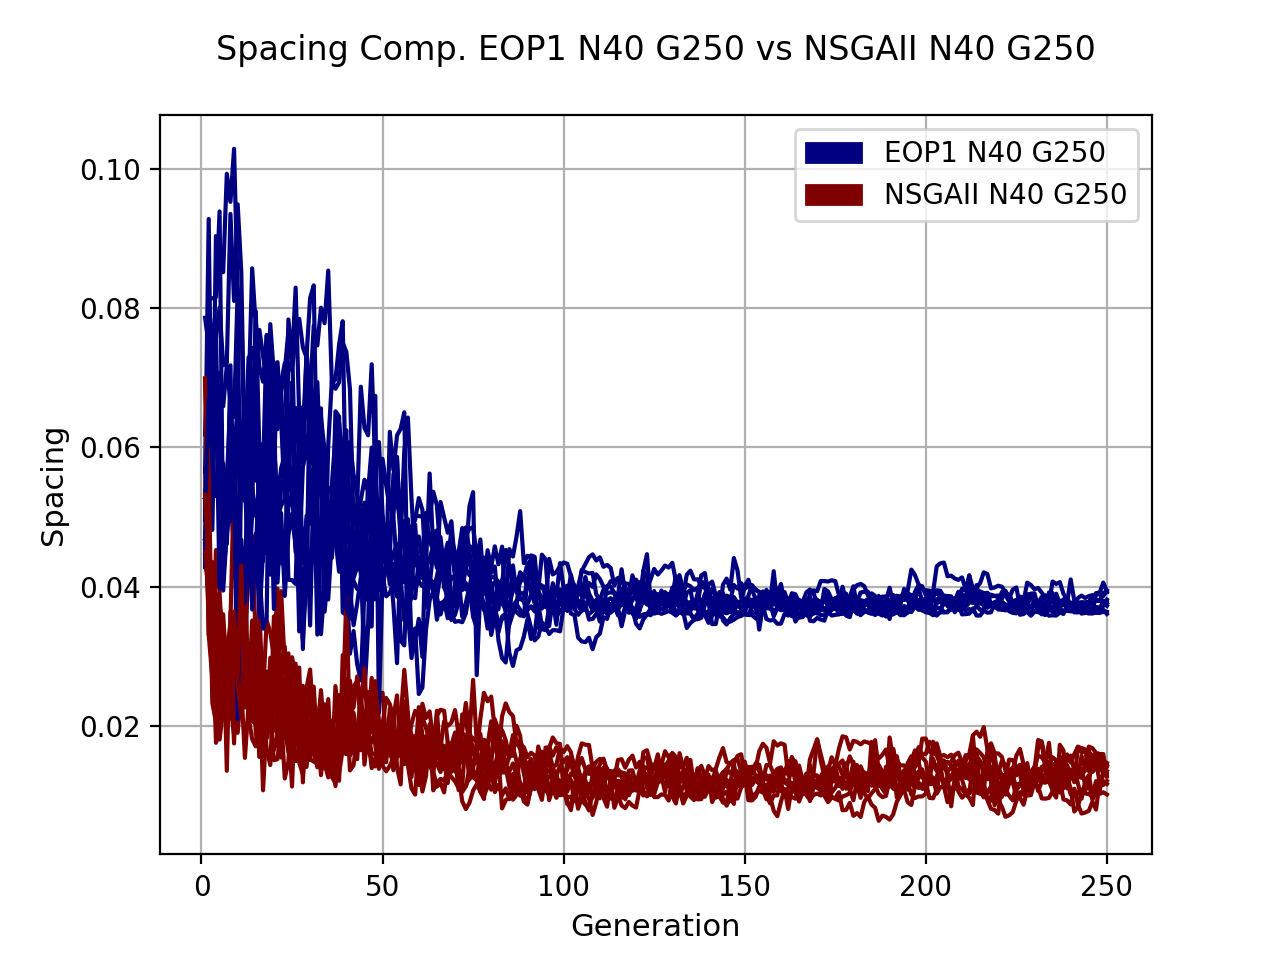 Spacing Comp. EOP1 N40 G250 vs NSGAII N40 G250
EOP1 N40 G250
NSGAII N40 G250
0.10
0.08
0.06
0.04
0.02
Spacing
0 50 100 150 200 250
Generation